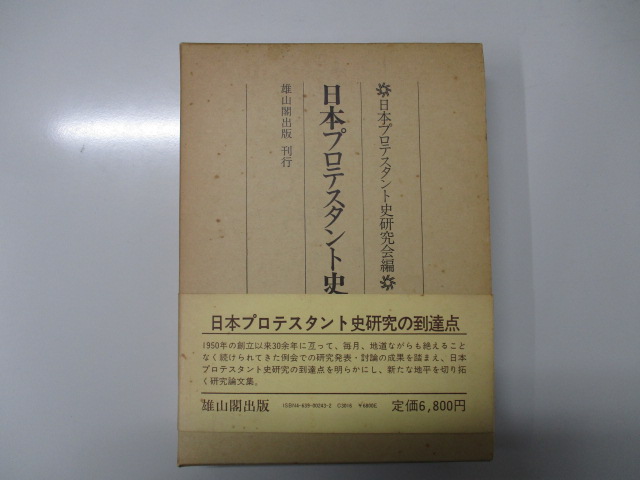 日本プロテスタント史研究会編
日本プロテスタント史
雄山閣出版 刊行
日本プロテスタント史研究の到達点
1950年の創立以来30余年に亙って、毎月、地道ながらも絶えること
なく続けられてきた例会での研究発表・討論の成果を踏まえ、日本
プロテスタント史研究の到達点を明らかにし、新たな地平を切り拓
く研究論文集。
雄山閣出版
定価6,800円